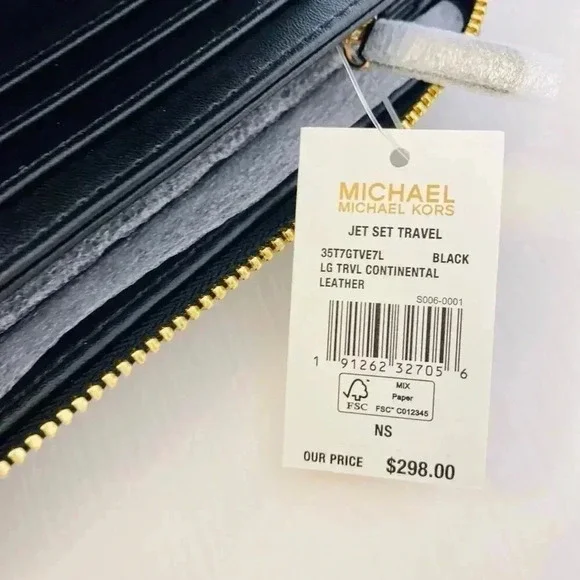 MICHAEL
MICHAEL KORS
JET SET TRAVEL
35T7GTVE7L BLACK
LG TRVL CONTINENTAL
LEATHER
S006-0001
1 91262 32705 6
FSC
MIX
Paper
FSC™ C012345
NS
OUR PRICE $298.00